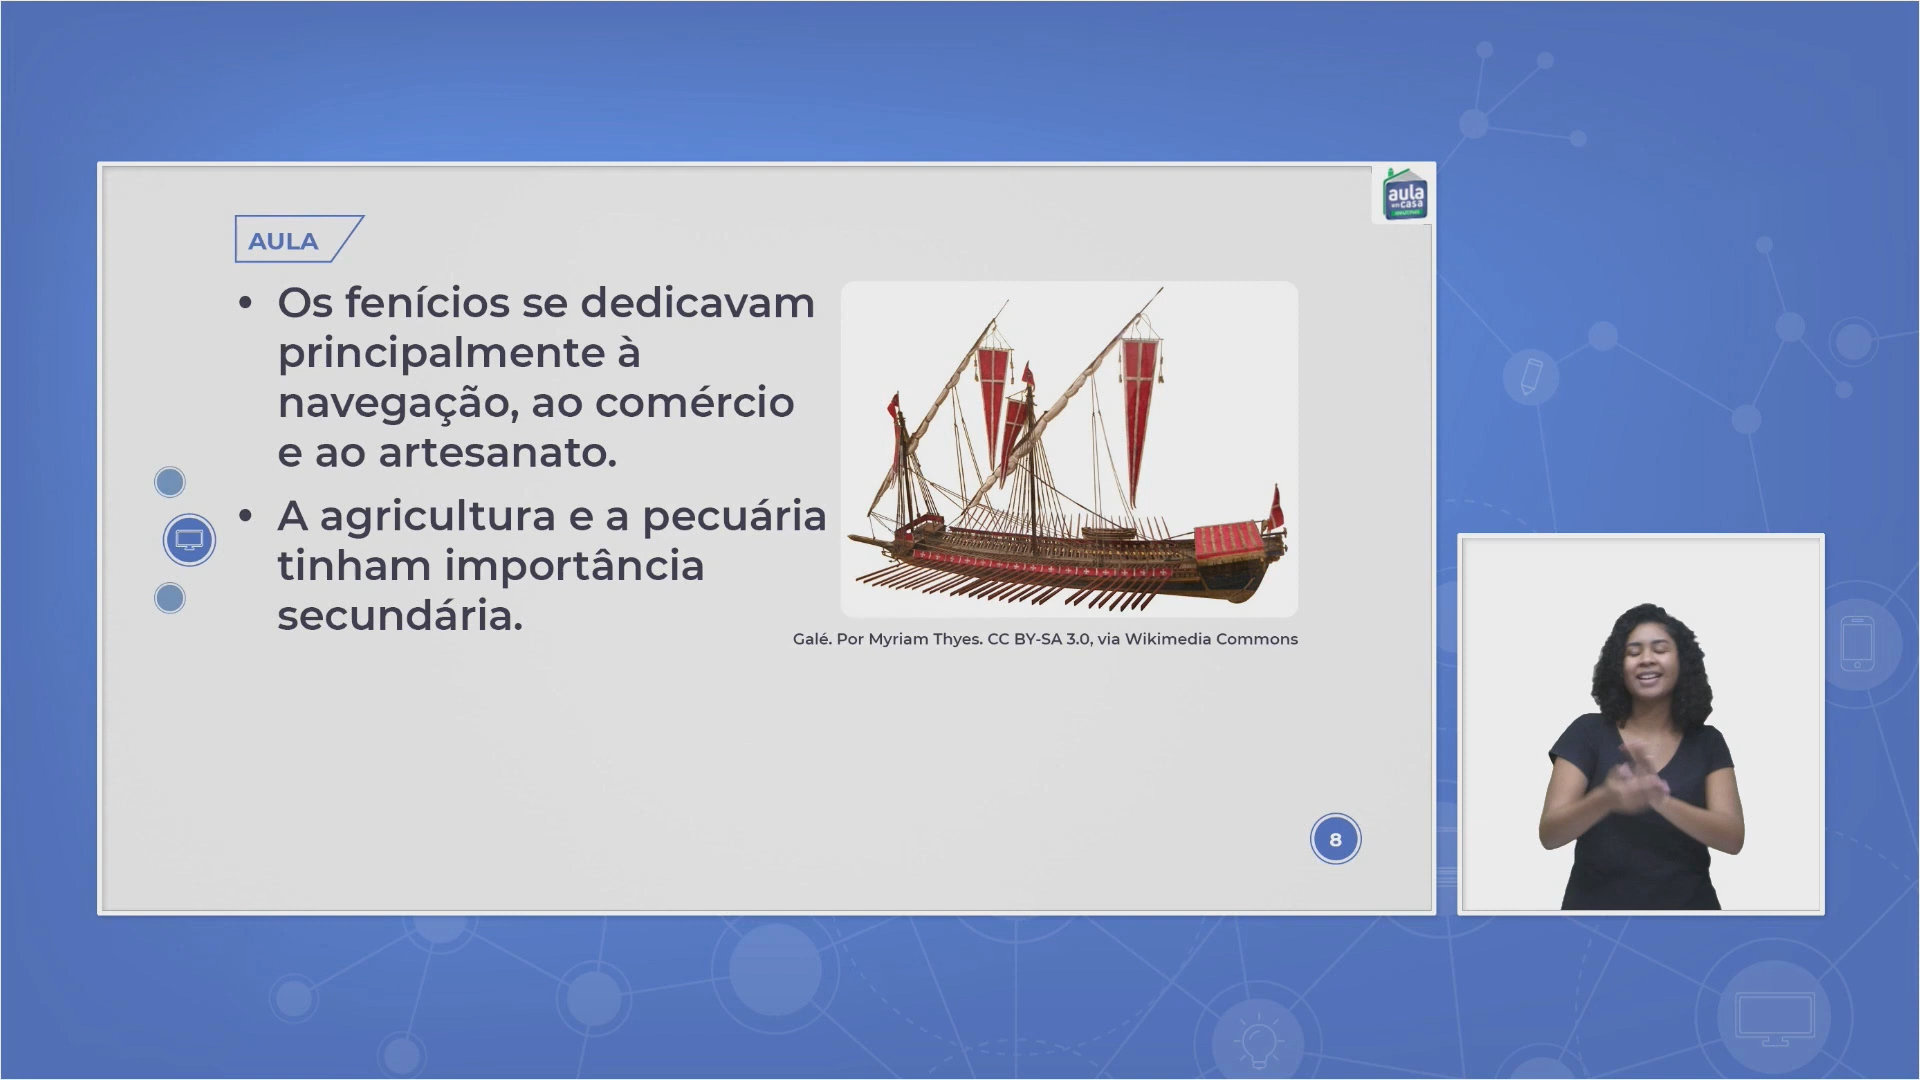 aula
em casa
AULA
• Os fenícios se dedicavam
principalmente à
navegação, ao comércio
e ao artesanato.
• A agricultura e a pecuária
tinham importância
secundária.
Galé. Por Myriam Thyes. CC BY-SA 3.0, via Wikimedia Commons
8